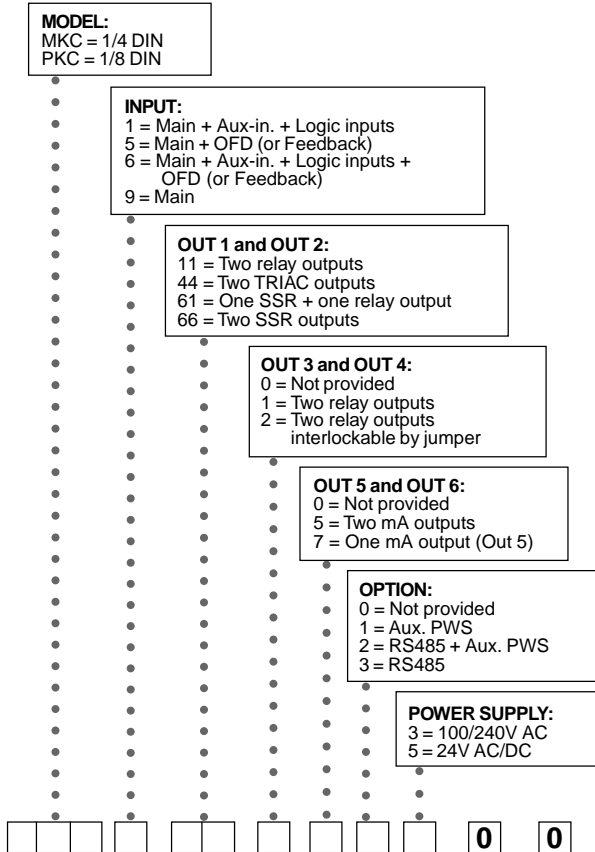 MODEL:
MKC = 1/4 DIN
PKC = 1/8 DIN
INPUT:
1 = Main + Aux-in. + Logic inputs
5 = Main + OFD (or Feedback)
6 = Main + Aux-in. + Logic inputs +
OFD (or Feedback)
9 = Main
OUT 1 and OUT 2:
11 = Two relay outputs
44 = Two TRIAC outputs
61 = One SSR + one relay output
66 = Two SSR outputs
OUT 3 and OUT 4:
0 = Not provided
1 = Two relay outputs
2 = Two relay outputs
interlockable by jumper
OUT 5 and OUT 6:
0 = Not provided
5 = Two mA outputs
7 = One mA output (Out 5)
OPTION:
0 = Not provided
1 = Aux. PWS
2 = RS485 + Aux. PWS
3 = RS485
POWER SUPPLY:
3 = 100/240V AC
5 = 24V AC/DC
0 0